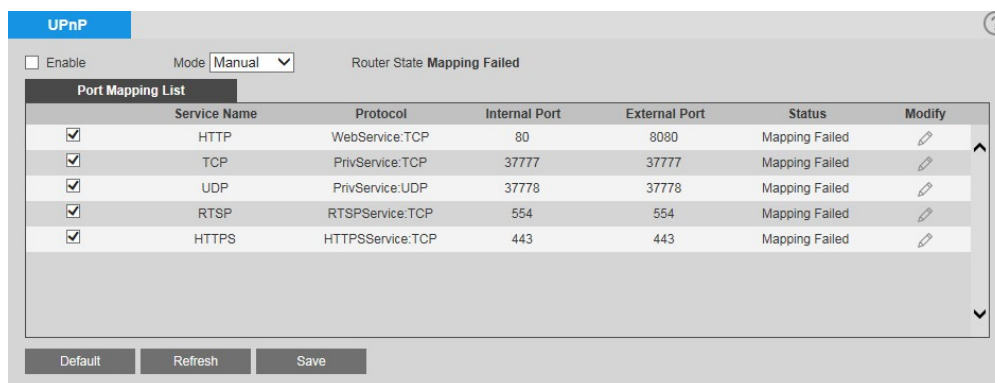 UPnP
Enable Mode Manual Router State Mapping Failed
Port Mapping List
Service Name Protocol Internal Port External Port Status Modify
HTTP WebService:TCP 80 8080 Mapping Failed
TCP PrivService:TCP 37777 37777 Mapping Failed
UDP PrivService:UDP 37778 37778 Mapping Failed
RTSP RTSPService:TCP 554 554 Mapping Failed
HTTPS HTTPSService:TCP 443 443 Mapping Failed
Default Refresh Save